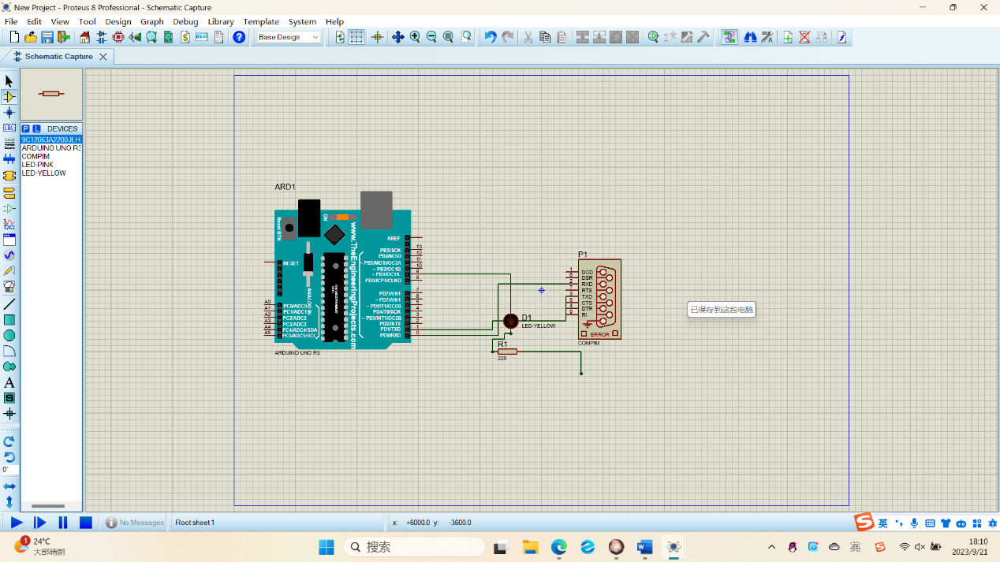 New Project - Proteus 8 Professional - Schematic Capture
File Edit View Tool Design Graph Debug Library Template System Help
Base Design
Schematic Capture
P L DEVICES
9C12063A2200JLH
ARDUINO UNO R3
COMPIM
LED-PINK
LED-YELLOW
ARD1
Reset BTN
ON
www.TheEngineeringProjects.com
RESET
ANALOG IN
AREF
PB5/SCK 13
PB4/MISO 12
~ PB3/MOSI/OC2A 11
~ PB2/OC1B 10
~ PB1/OC1A 9
PB0/ICP1/CLKO 8
PD7/AIN1 7
~ PD7/AIN1 6
~ PD5/T1/OC0B 5
PD4/T0/XCK 4
~ PD3/INT1/OC2B 3
PD2/INT0 2
PD1/TXD 1
PD0/RXD 0
A0 PC0/ADC0
A1 PC1/ADC1
A2 PC2/ADC2
A3 PC3/ADC3
A4 PC4/ADC4/SDA
A5 PC5/ADC5/SCL
ARDUINO UNO R3
D1
LED-YELLOW
R1
220
P1
1 DCD
6 DSR
2 RXD
7 RTS
3 TXD
8 CTS
4 DTR
9 RI
ERROR
COMPIM
已保存到这台电脑
0°
No Messages
Root sheet 1
x: +6000.0 y: -3600.0
英
1
24°C
大部晴朗
搜索
英
18:10
2023/9/21